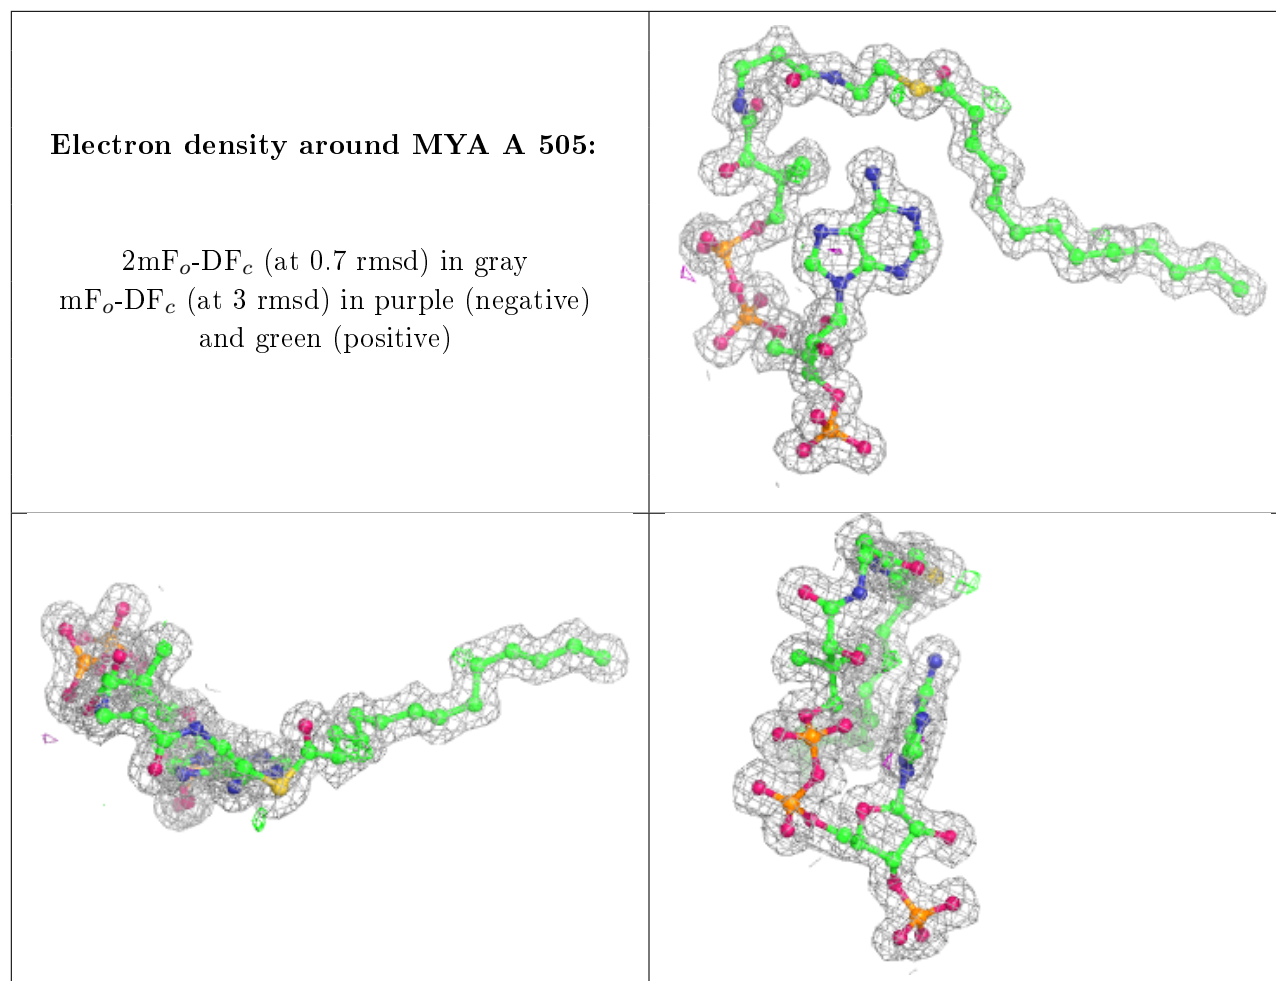 Electron density around MYA A 505:
2mFo-DFc (at 0.7 rmsd) in gray
mFo-DFc (at 3 rmsd) in purple (negative)
and green (positive)